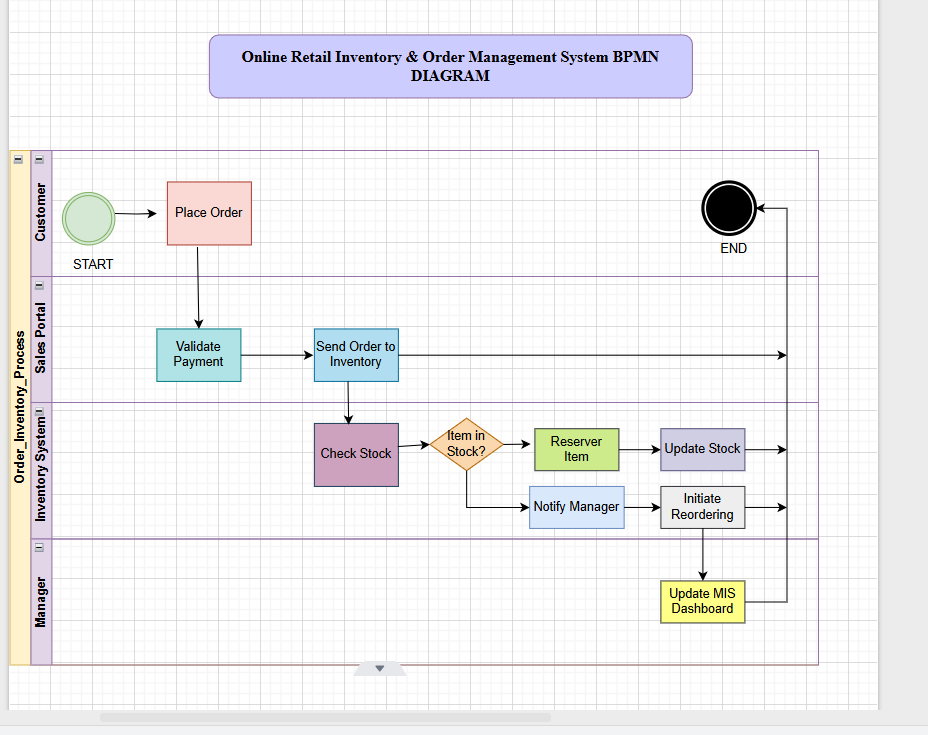 Online Retail Inventory & Order Management System BPMN
DIAGRAM
Order_Inventory_Process
Customer
START
Place Order
END
Sales Portal
Validate
Payment
Send Order to
Inventory
Inventory System
Check Stock
Item in
Stock?
Reserver
Item
Update Stock
Notify Manager
Initiate
Reordering
Manager
Update MIS
Dashboard